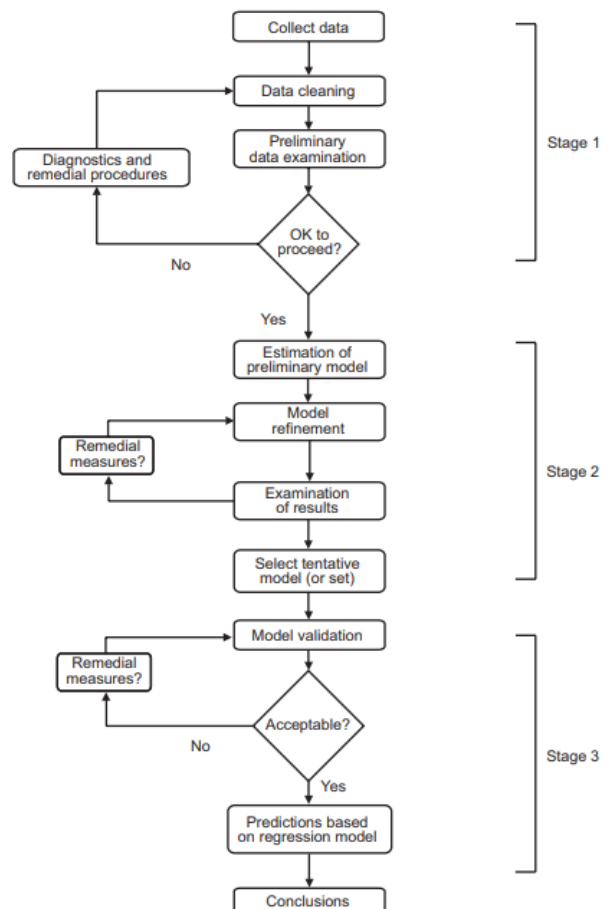 Collect data
Data cleaning
Preliminary
data examination
Diagnostics and
remedial procedures
OK to
proceed?
No
Yes
Stage 1
Estimation of
preliminary model
Model
refinement
Remedial
measures?
Examination
of results
Select tentative
model (or set)
Stage 2
Model validation
Remedial
measures?
Acceptable?
No
Yes
Predictions based
on regression model
Stage 3
Conclusions